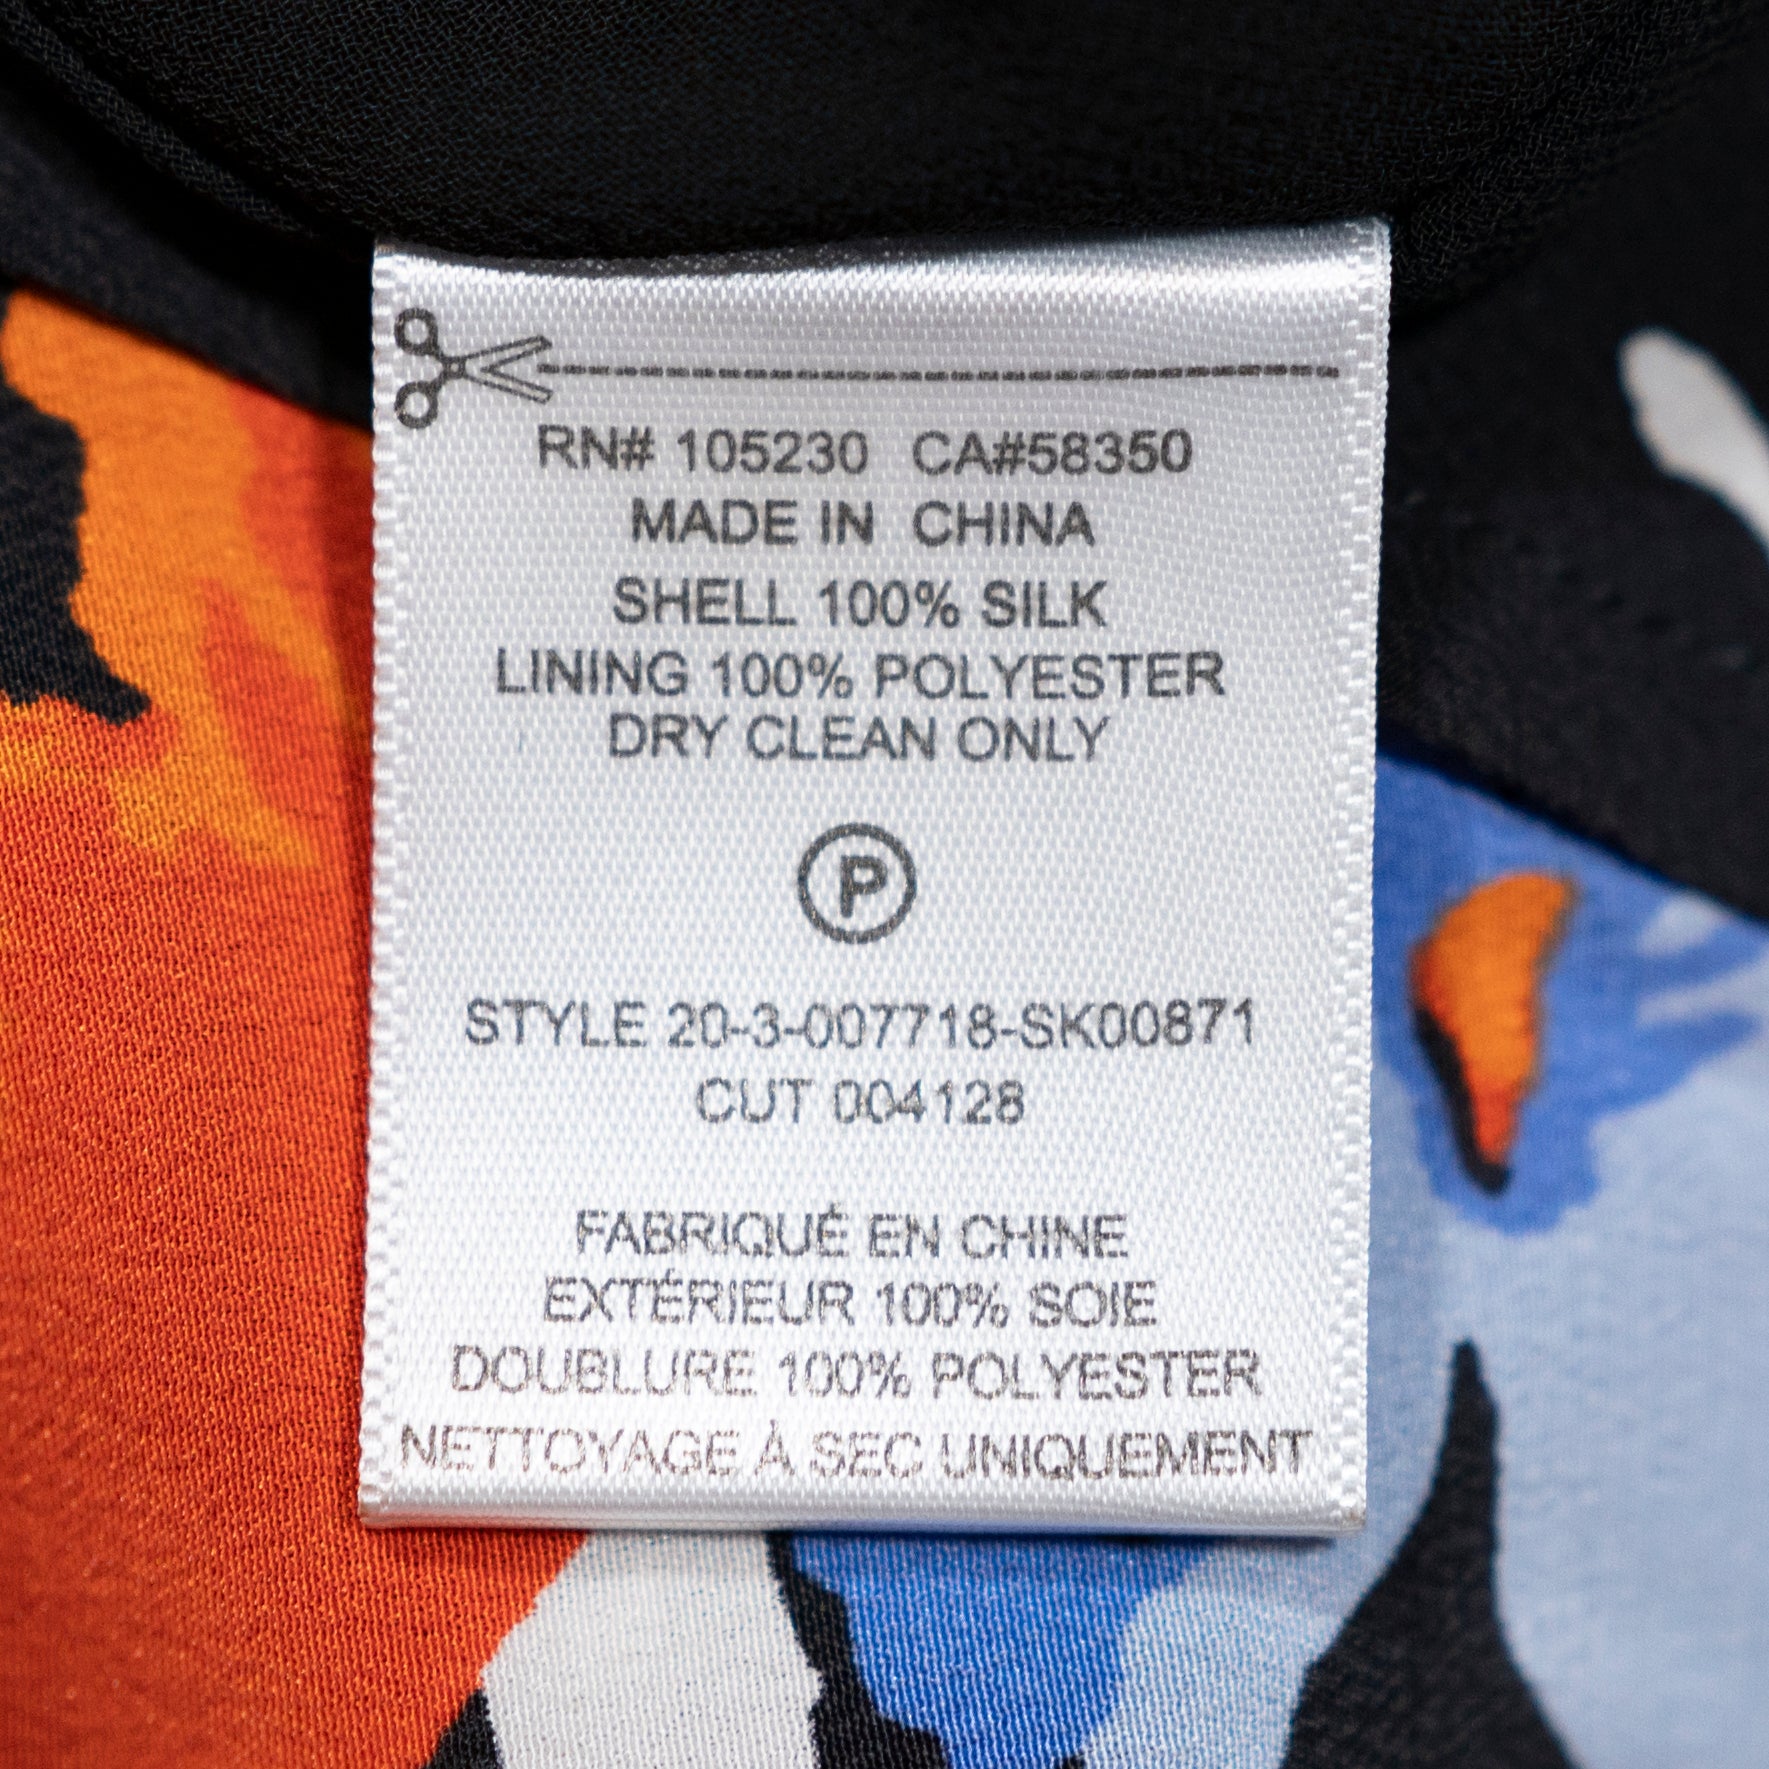 RN# 105230 CA#58350
MADE IN CHINA
SHELL 100% SILK
LINING 100% POLYESTER
DRY CLEAN ONLY
P
STYLE 20-3-007718-SK00871
CUT 004128
FABRIQUÉ EN CHINE
EXTÉRIEUR 100% SOIE
DOUBLURE 100% POLYESTER
NETTOYAGE À SEC UNIQUEMENT